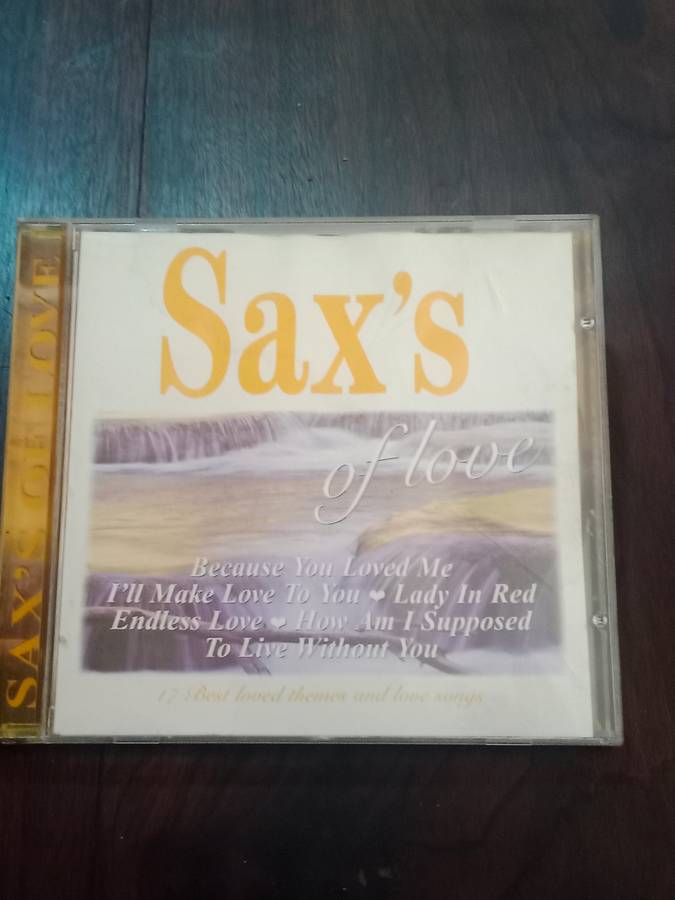 SAX'S OF LOVE
Sax's
of love
Because You Loved Me
I'll Make Love To You ❤ Lady In Red
Endless Love ❤ How Am I Supposed
To Live Without You
17 Best loved themes and love songs